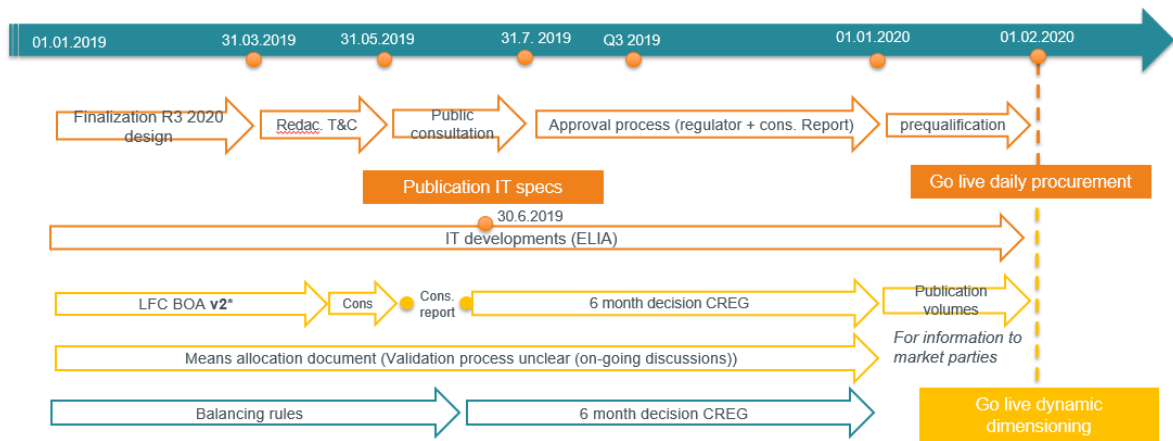 01.01.2019
31.03.2019
31.05.2019
31.7. 2019
Q3 2019
01.01.2020
01.02.2020
Finalization R3 2020
design
Redac. T&C
Public
consultation
Approval process (regulator + cons. Report)
prequalification
Publication IT specs
Go live daily procurement
30.6.2019
IT developments (ELIA)
LFC BOA v2*
Cons
Cons.
report
6 month decision CREG
Publication
volumes
For information to
market parties
Means allocation document (Validation process unclear (on-going discussions))
Balancing rules
6 month decision CREG
Go live dynamic
dimensioning